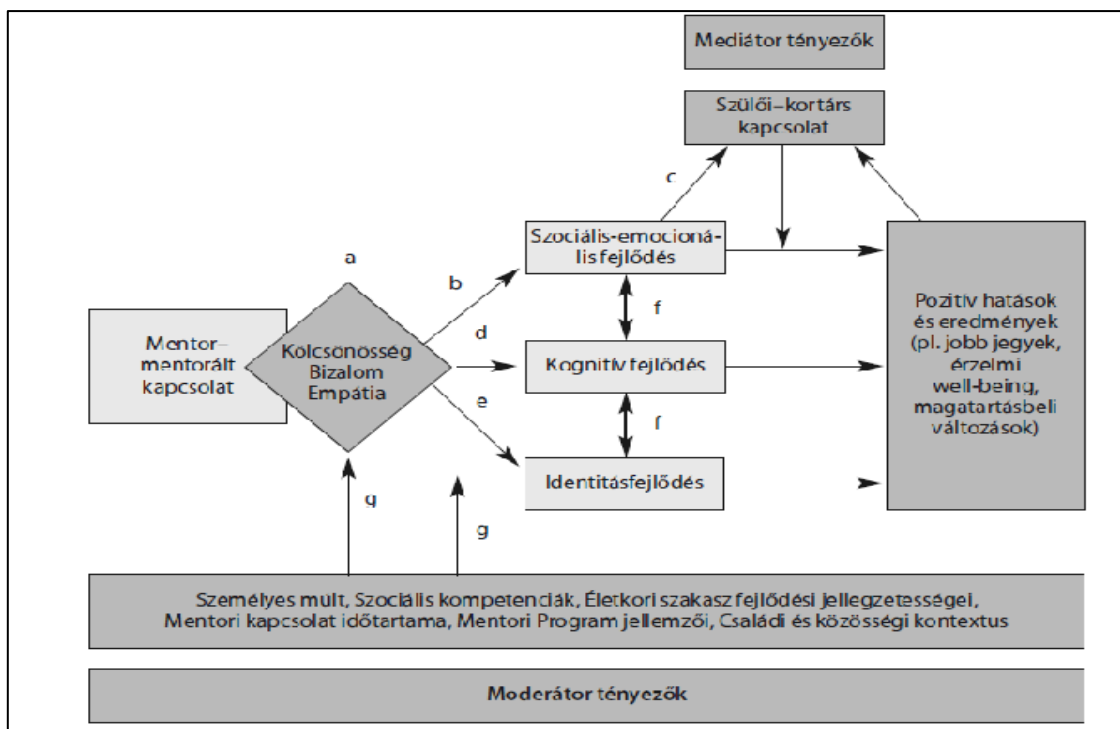 Mediátor tényezők
Szülői–kortárs
kapcsolat
c
Szociális-emocioná-
lis fejlődés
a
b
Mentor–
mentorált
kapcsolat
Kölcsönösség
Bizalom
Empátia
d
e
f
Kognitív fejlődés
f
Identitásfejlődés
Pozitív hatások
és eredmények
(pl. jobb jegyek,
érzelmi
well-being,
magatartásbeli
változások)
g
g
Személyes múlt, Szociális kompetenciák, Életkori szakasz fejlődési jellegzetességei,
Mentori kapcsolat időtartama, Mentori Program jellemzői, Családi és közösségi kontextus
Moderátor tényezők